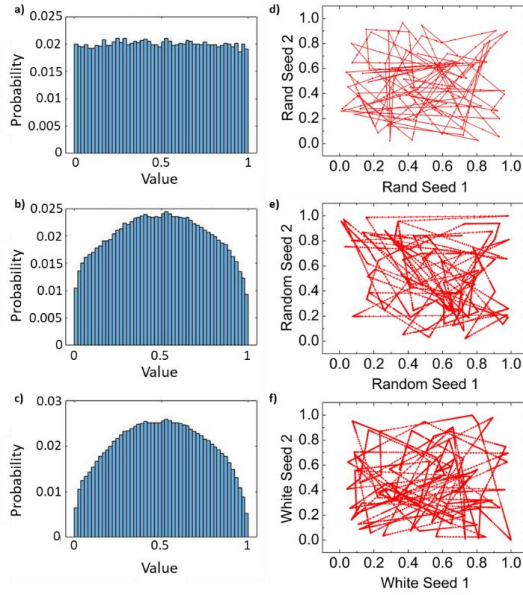 a)
0.025
0.02
0.015
0.01
0.005
0
Probability
0 0.5 1
Value
d)
1.0
0.8
0.6
0.4
0.2
0.0
Rand Seed 2
0.0 0.2 0.4 0.6 0.8 1.0
Rand Seed 1
b)
0.025
0.02
0.015
0.01
0.005
0
Probability
0 0.5 1
Value
e)
1.0
0.8
0.6
0.4
0.2
0.0
Random Seed 2
0.0 0.2 0.4 0.6 0.8 1.0
Random Seed 1
c)
0.03
0.02
0.01
0
Probability
0 0.5 1
Value
f)
1.0
0.8
0.6
0.4
0.2
0.0
White Seed 2
0.0 0.2 0.4 0.6 0.8 1.0
White Seed 1